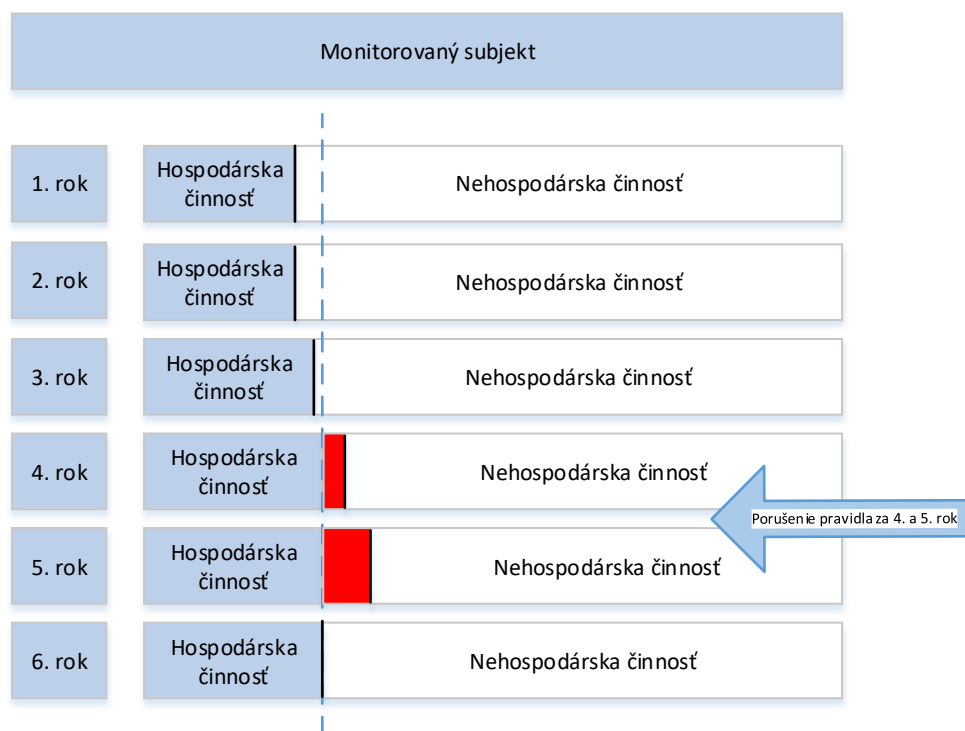 Monitorovaný subjekt
1. rok
Hospodárska
činnosť
Nehospodárska činnosť
2. rok
Hospodárska
činnosť
Nehospodárska činnosť
3. rok
Hospodárska
činnosť
Nehospodárska činnosť
4. rok
Hospodárska
činnosť
Nehospodárska činnosť
Porušenie pravidla za 4. a 5. rok
5. rok
Hospodárska
činnosť
Nehospodárska činnosť
6. rok
Hospodárska
činnosť
Nehospodárska činnosť